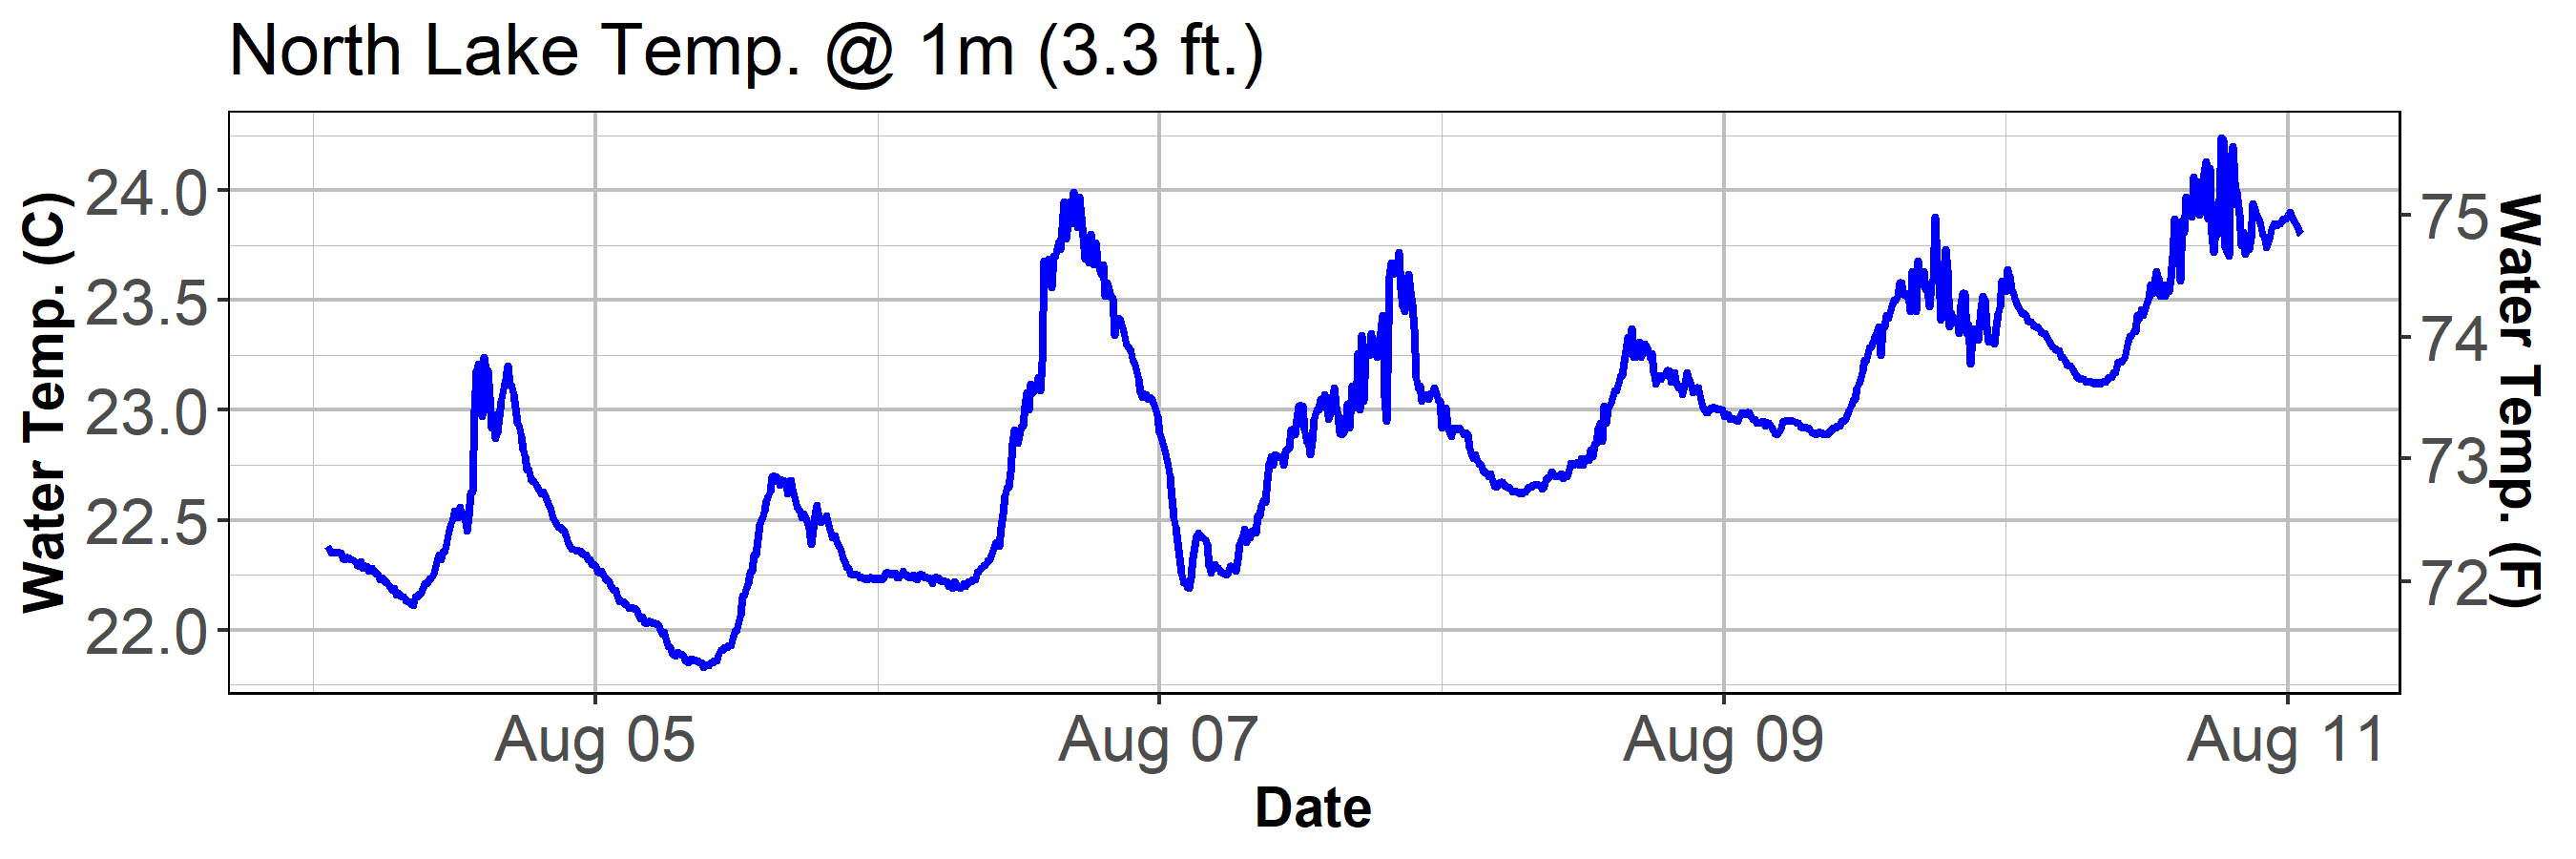 North Lake Temp. @ 1m (3.3 ft.)
Water Temp. (C)
24.0
23.5
23.0
22.5
22.0
75
74
73
72
Water Temp. (F)
Aug 05
Aug 07
Aug 09
Aug 11
Date